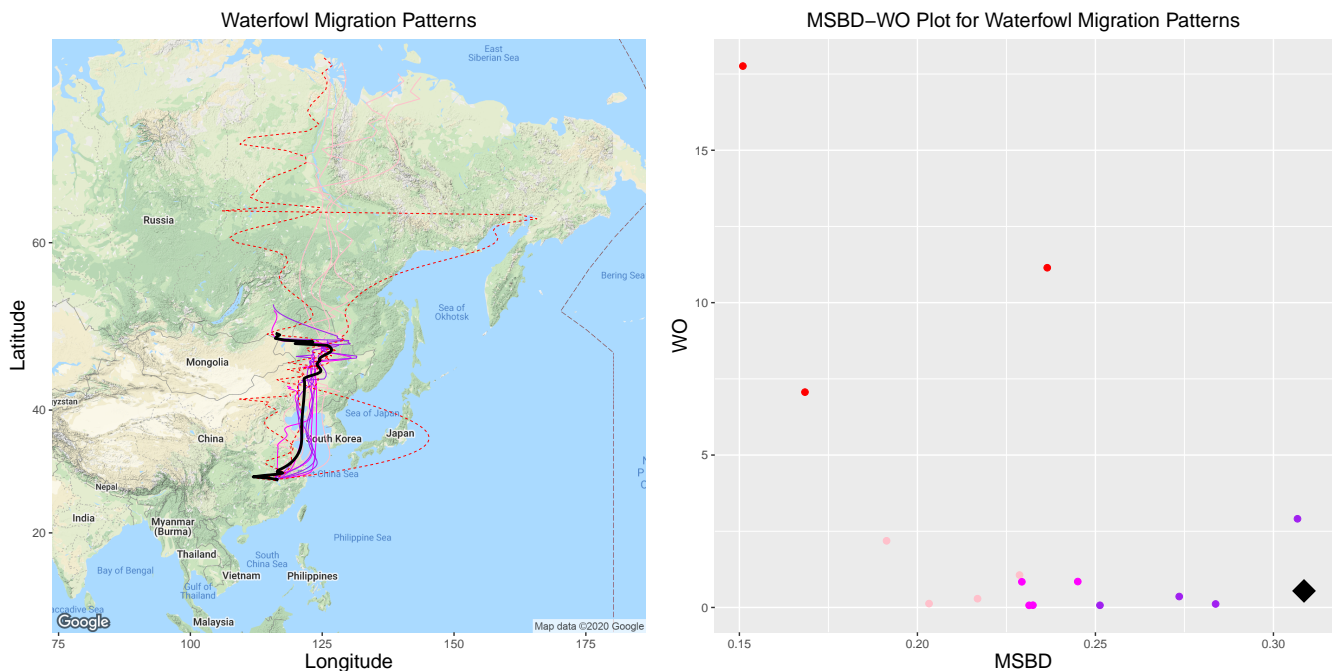 Waterfowl Migration Patterns
East
Siberian Sea
Russia
60
Bering Sea
Sea of
Okhotsk
Latitude
Mongolia
40
Sea of Japan
China
South Korea
Japan
China Sea
Nepal
India
Myanmar
(Burma)
20
Philippine Sea
Thailand
South
China Sea
Bay of Bengal
Vietnam
Philippines
Gulf of
Thailand
Malaysia
Google
Map data ©2020 Google
75
100
125
150
175
Longitude
MSBD−WO Plot for Waterfowl Migration Patterns
15
10
WO
5
0
0.15
0.20
0.25
0.30
MSBD